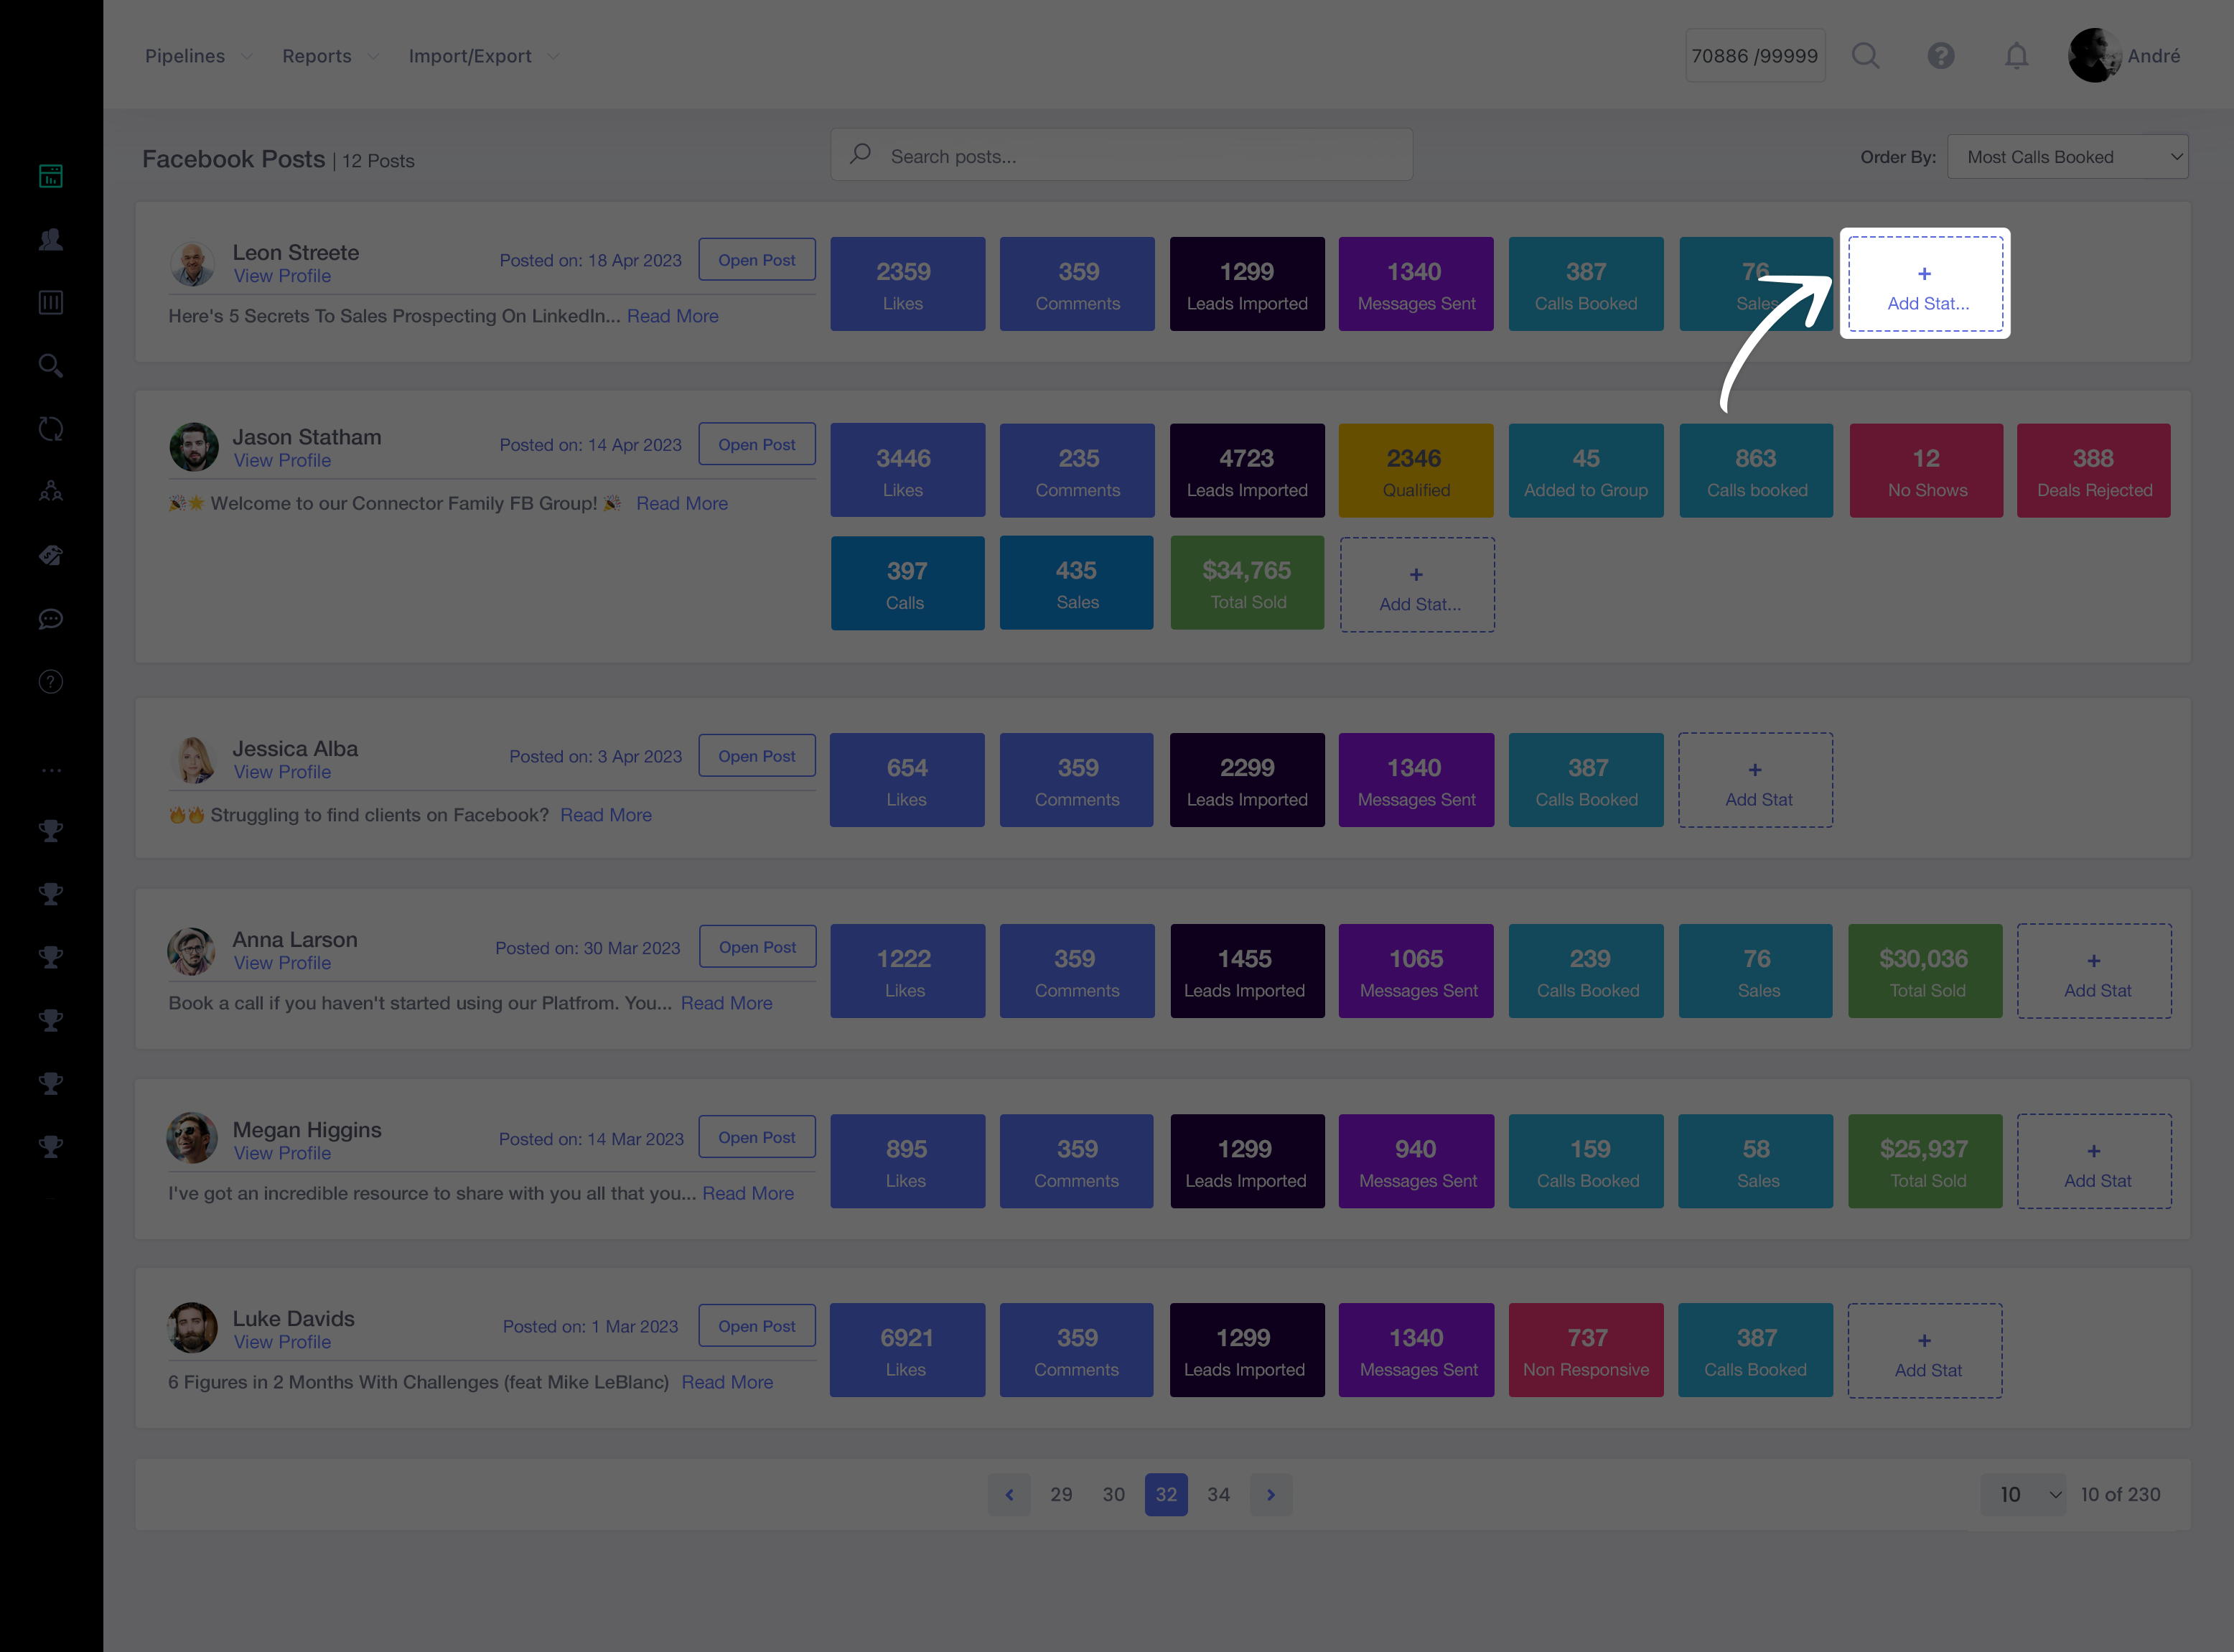 Pipelines Reports Import/Export 70886 /99999 André
Facebook Posts | 12 Posts Search posts... Order By: Most Calls Booked
Leon Streete
View Profile
Posted on: 18 Apr 2023 Open Post
Here's 5 Secrets To Sales Prospecting On LinkedIn... Read More
2359 Likes
359 Comments
1299 Leads Imported
1340 Messages Sent
387 Calls Booked
76 Sales
+ Add Stat...
Jason Statham
View Profile
Posted on: 14 Apr 2023 Open Post
🎉🌟 Welcome to our Connector Family FB Group! 🎉 Read More
3446 Likes
235 Comments
4723 Leads Imported
2346 Qualified
45 Added to Group
863 Calls booked
12 No Shows
388 Deals Rejected
397 Calls
435 Sales
$34,765 Total Sold
+ Add Stat...
Jessica Alba
View Profile
Posted on: 3 Apr 2023 Open Post
🔥🔥 Struggling to find clients on Facebook? Read More
654 Likes
359 Comments
2299 Leads Imported
1340 Messages Sent
387 Calls Booked
+ Add Stat
Anna Larson
View Profile
Posted on: 30 Mar 2023 Open Post
Book a call if you haven't started using our Platfrom. You... Read More
1222 Likes
359 Comments
1455 Leads Imported
1065 Messages Sent
239 Calls Booked
76 Sales
$30,036 Total Sold
+ Add Stat
Megan Higgins
View Profile
Posted on: 14 Mar 2023 Open Post
I've got an incredible resource to share with you all that you... Read More
895 Likes
359 Comments
1299 Leads Imported
940 Messages Sent
159 Calls Booked
58 Sales
$25,937 Total Sold
+ Add Stat
Luke Davids
View Profile
Posted on: 1 Mar 2023 Open Post
6 Figures in 2 Months With Challenges (feat Mike LeBlanc) Read More
6921 Likes
359 Comments
1299 Leads Imported
1340 Messages Sent
737 Non Responsive
387 Calls Booked
+ Add Stat
29 30 32 34 10 10 of 230